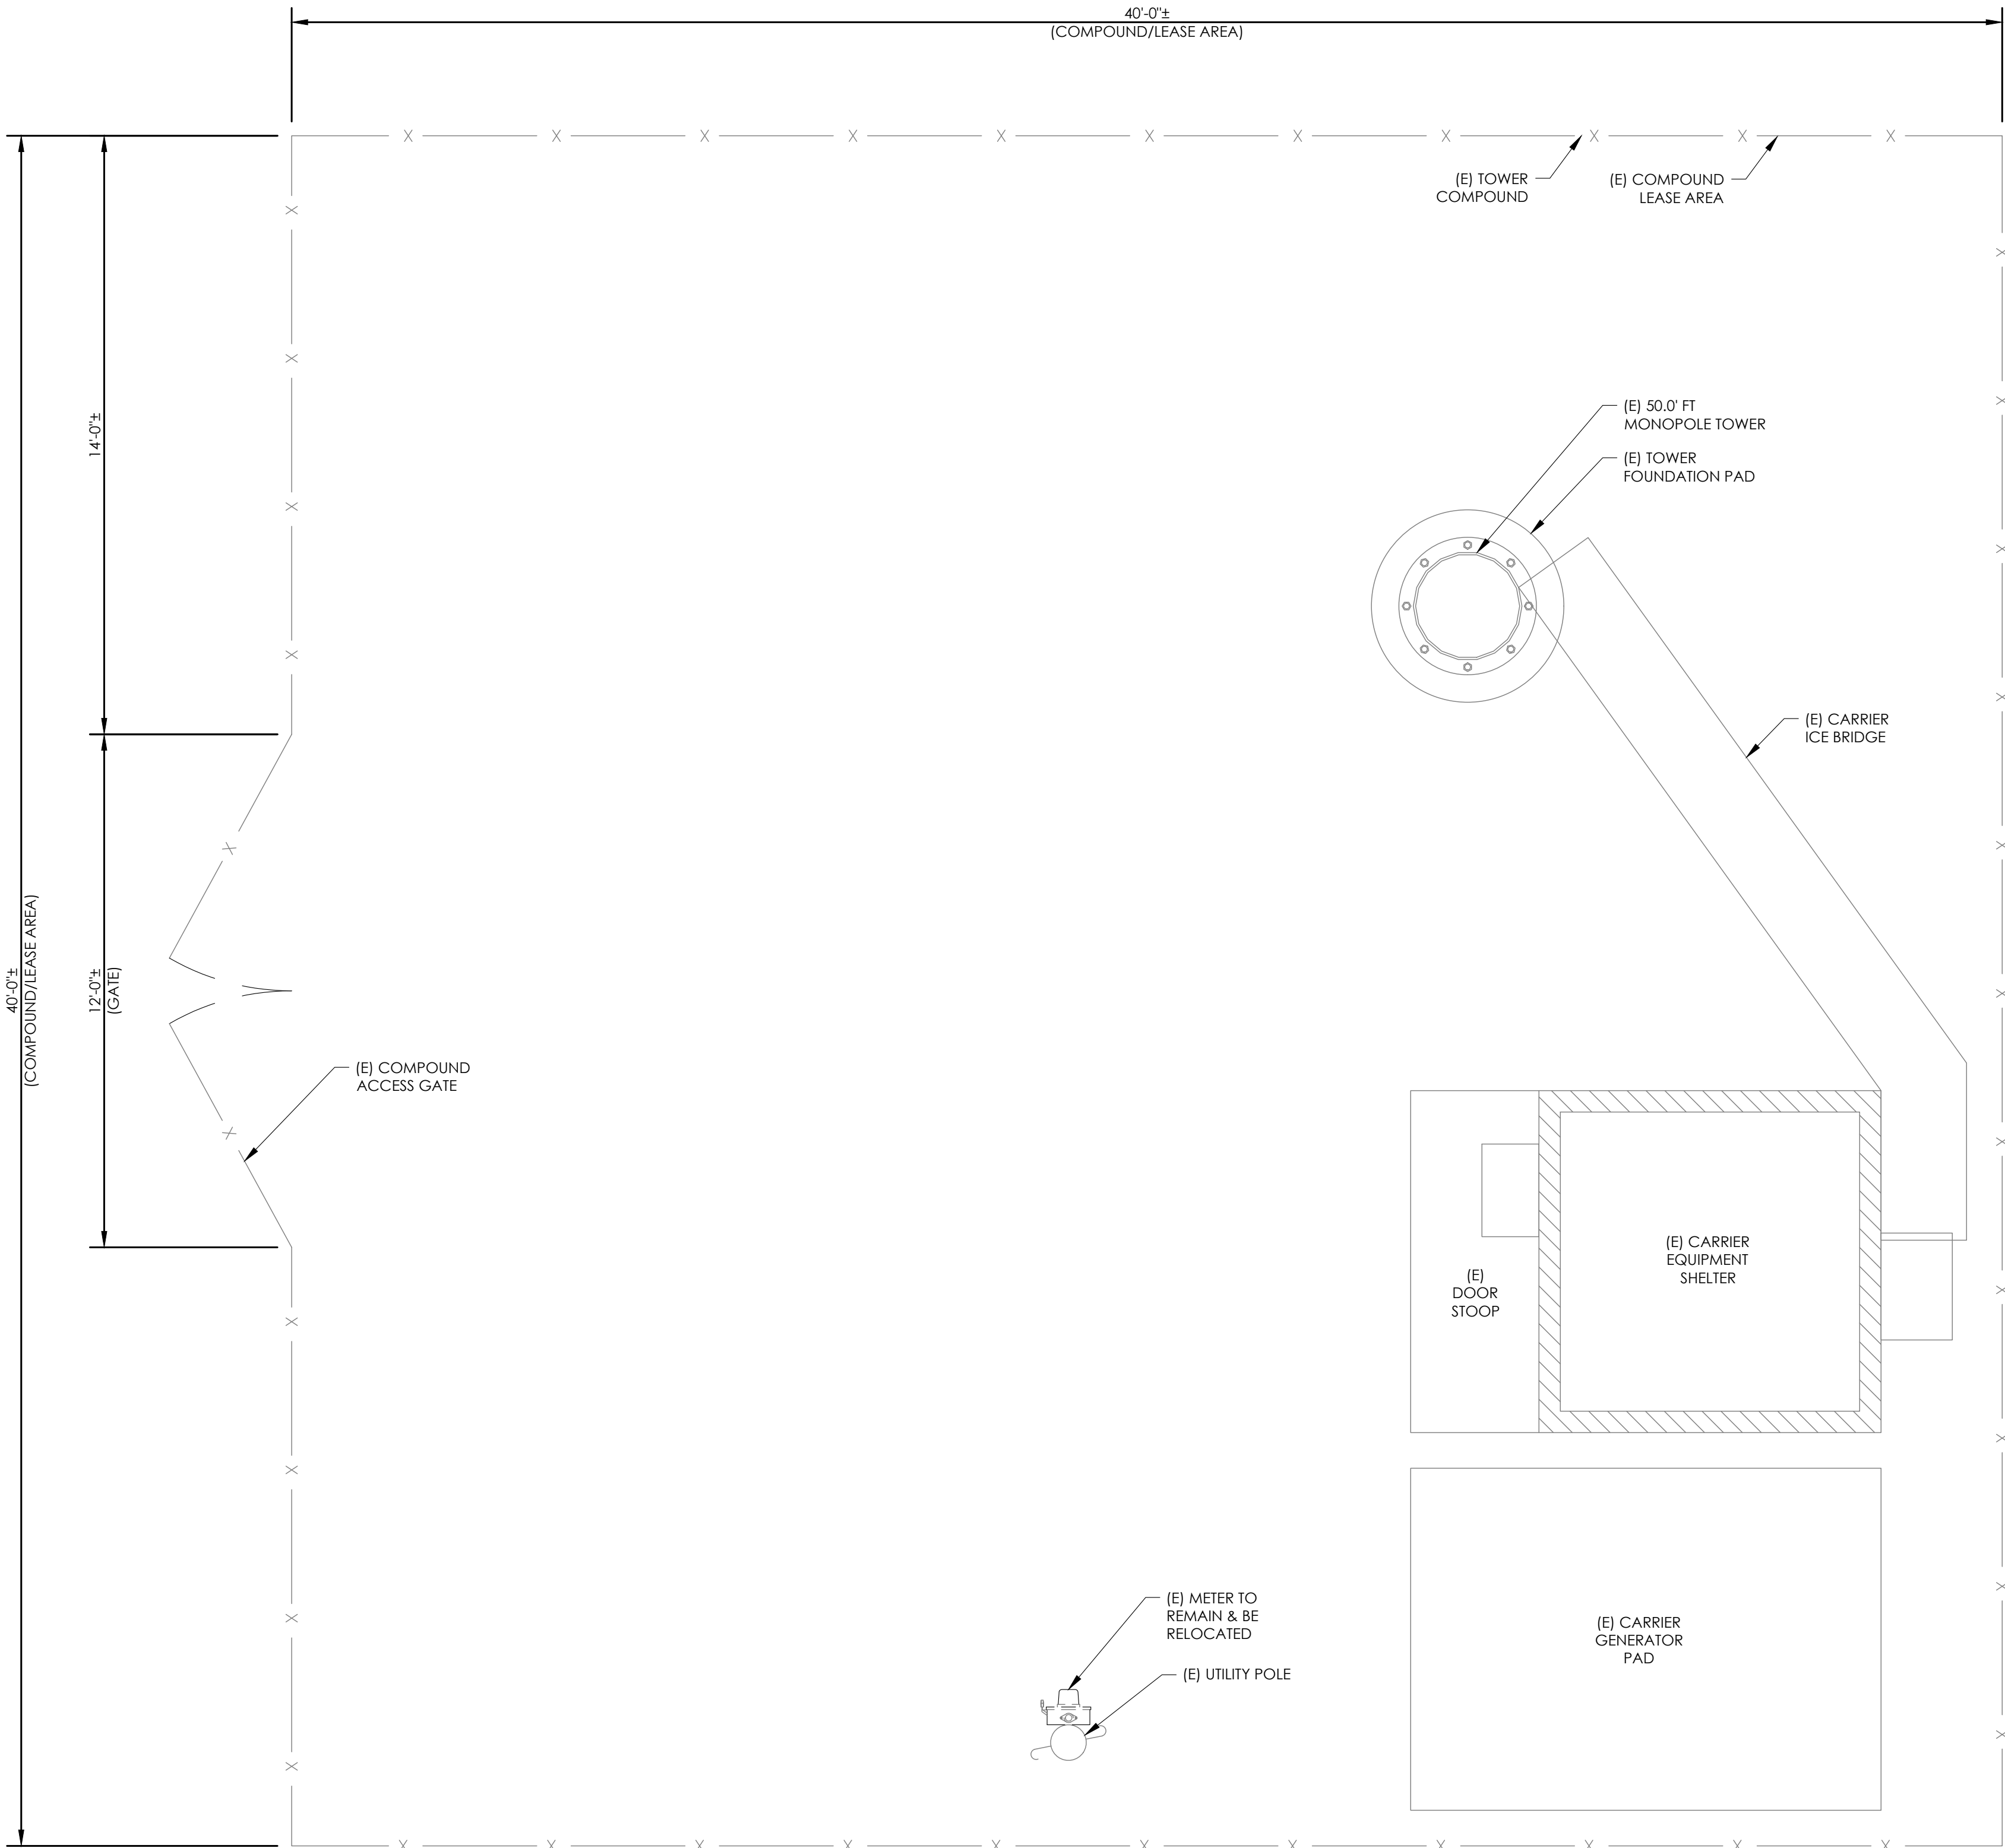 40'-0"±
(COMPOUND/LEASE AREA)
(E) TOWER
COMPOUND
(E) COMPOUND
LEASE AREA
14'-0"±
(E) 50.0' FT
MONOPOLE TOWER
(E) TOWER
FOUNDATION PAD
(E) CARRIER
ICE BRIDGE
40'-0"±
(COMPOUND/LEASE AREA)
12'-0"±
(GATE)
(E) COMPOUND
ACCESS GATE
(E) CARRIER
EQUIPMENT
SHELTER
(E)
DOOR
STOOP
(E) METER TO
REMAIN & BE
RELOCATED
(E) UTILITY POLE
(E) CARRIER
GENERATOR
PAD